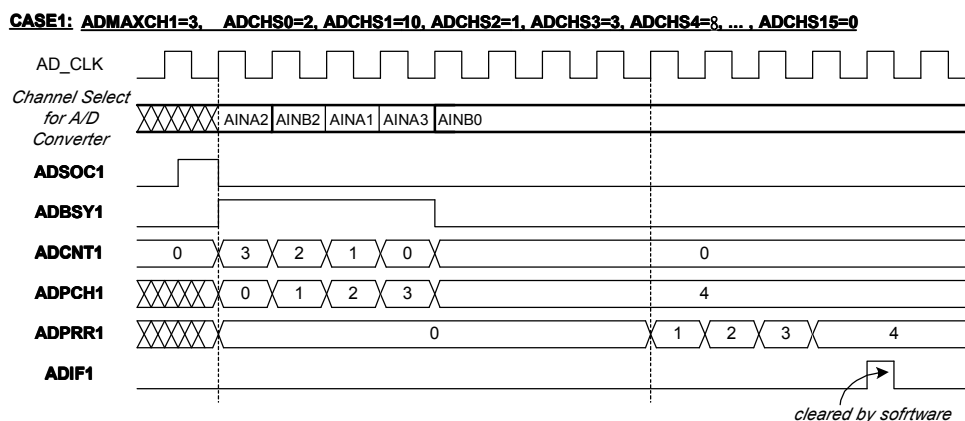 CASE1: ADMAXCH1=3, ADCHS0=2, ADCHS1=10, ADCHS2=1, ADCHS3=3, ADCHS4=8, ... , ADCHS15=0
AD_CLK
Channel Select
for A/D
Converter
AINA2 AINB2 AINA1 AINA3 AINB0
ADSOC1
ADBSY1
ADCNT1 0 3 2 1 0 0
ADPCH1 0 1 2 3 4
ADPRR1 0 1 2 3 4
ADIF1
cleared by sofrtware